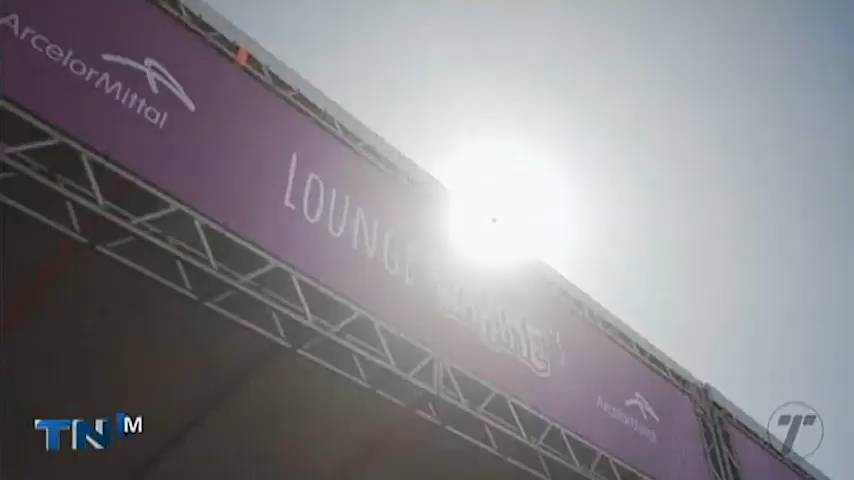 ArcelorMittal
LOUNGE
ArcelorMittal
TN
M
T